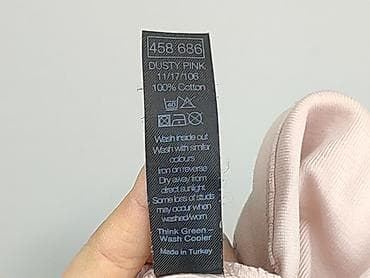 458 686
DUSTY PINK
11/17/106
100% Cotton
40
Wash inside out
Wash with similar
colours
Iron on reverse
Dry away from
direct sunlight
Some loss of studs
may occur when
washed/worn
Think Green –
Wash Cooler
Made in Turkey